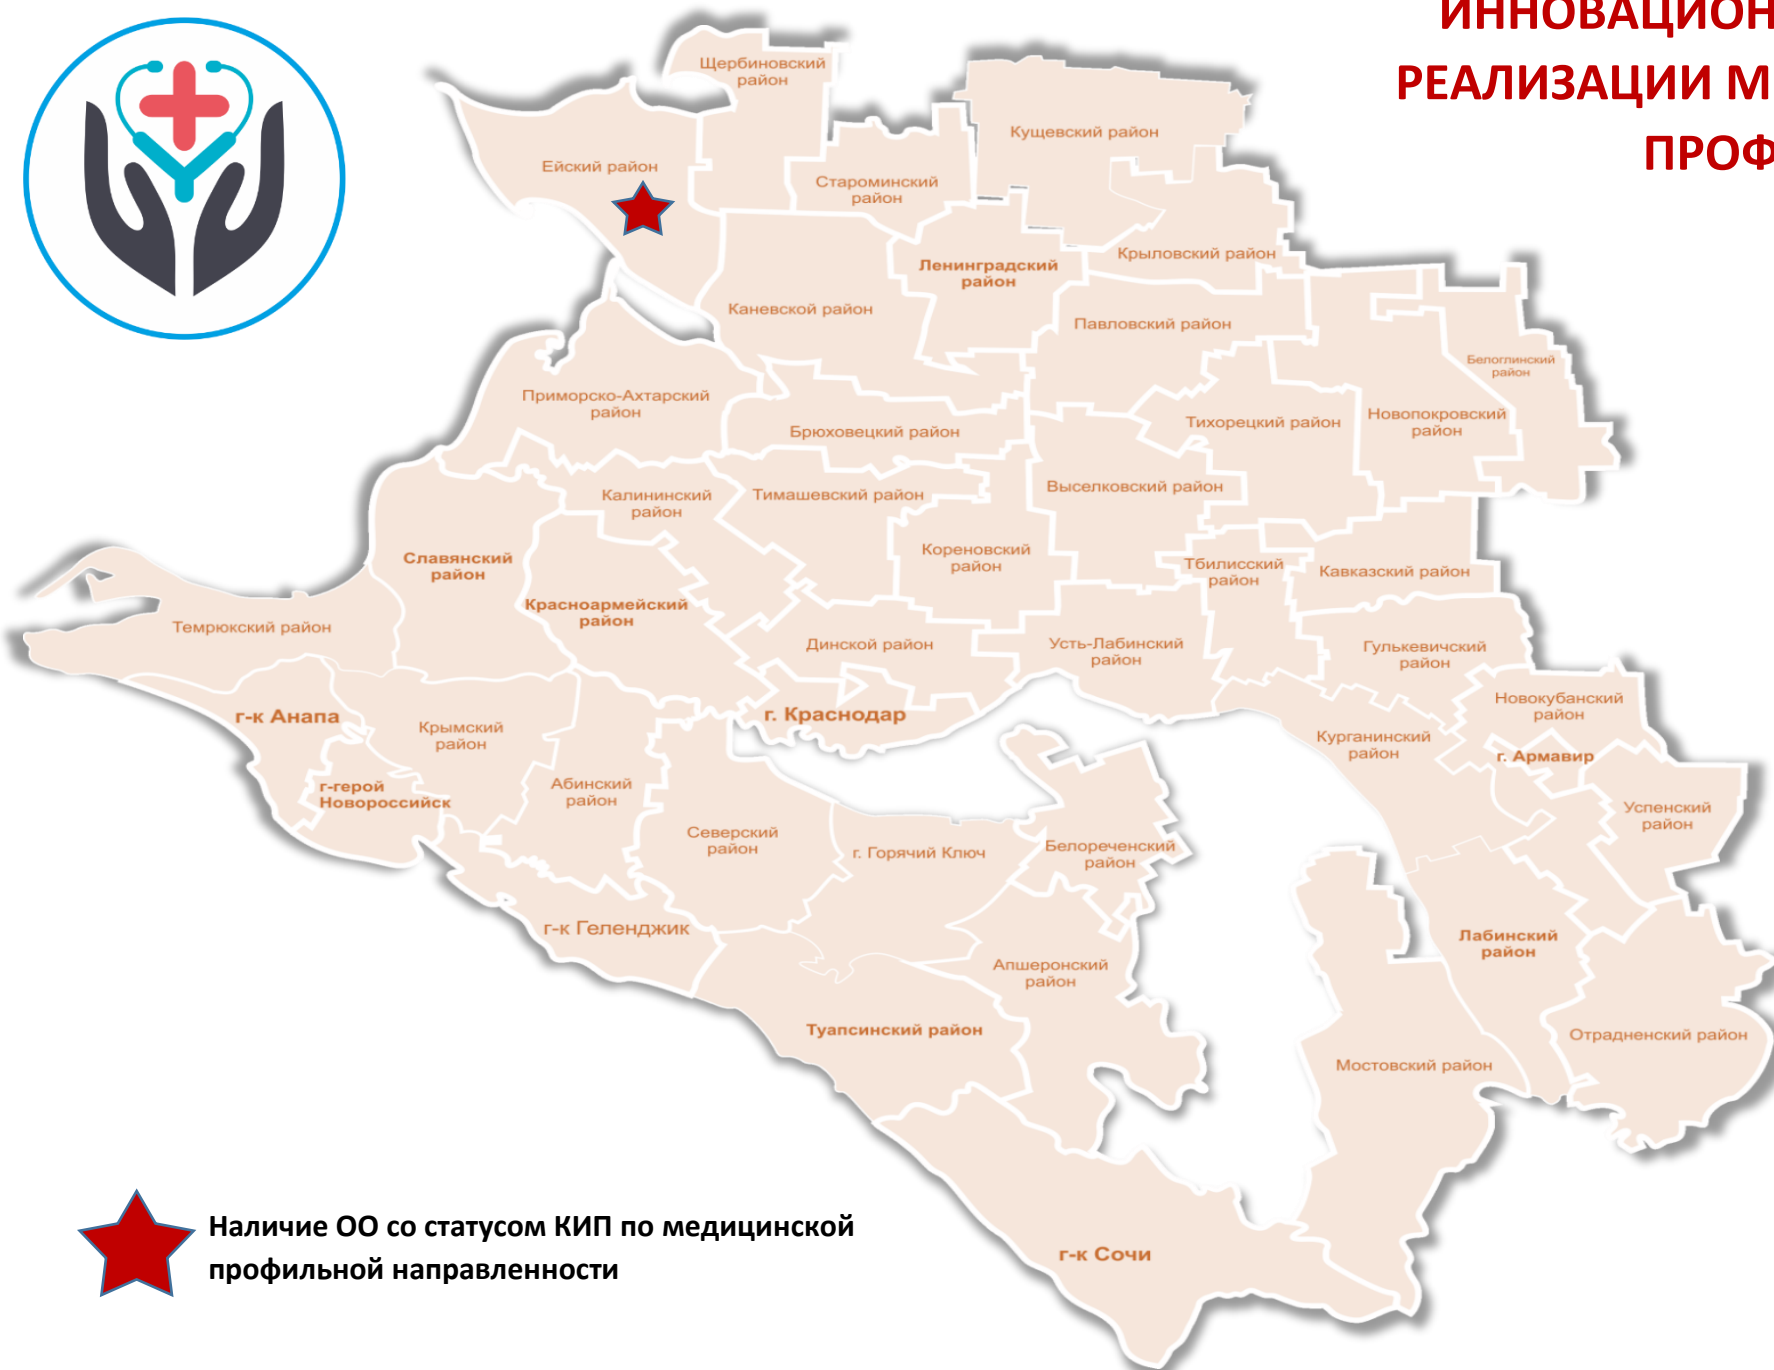 ИННОВАЦИОН
РЕАЛИЗАЦИИ М
ПРОФ
Щербиновский
район
Кущевский район
Ейский район
Староминский
район
Крыловский район
Ленинградский
район
Каневской район
Павловский район
Белоглинский
район
Приморско-Ахтарский
район
Брюховецкий район
Тихорецкий район
Новопокровский
район
Калининский
район
Тимашевский район
Выселковский район
Славянский
район
Кореновский
район
Тбилисский
район
Кавказский район
Красноармейский
район
Темрюкский район
Динской район
Усть-Лабинский
район
Гулькевичский
район
Новокубанский
район
г-к Анапа
г. Краснодар
Крымский
район
Курганинский
район
г. Армавир
г-герой
Новороссийск
Абинский
район
Успенский
район
Северский
район
г. Горячий Ключ
Белореченский
район
г-к Геленджик
Лабинский
район
Апшеронский
район
Туапсинский район
Отрадненский район
Мостовский район
г-к Сочи
Наличие ОО со статусом КИП по медицинской
профильной направленности